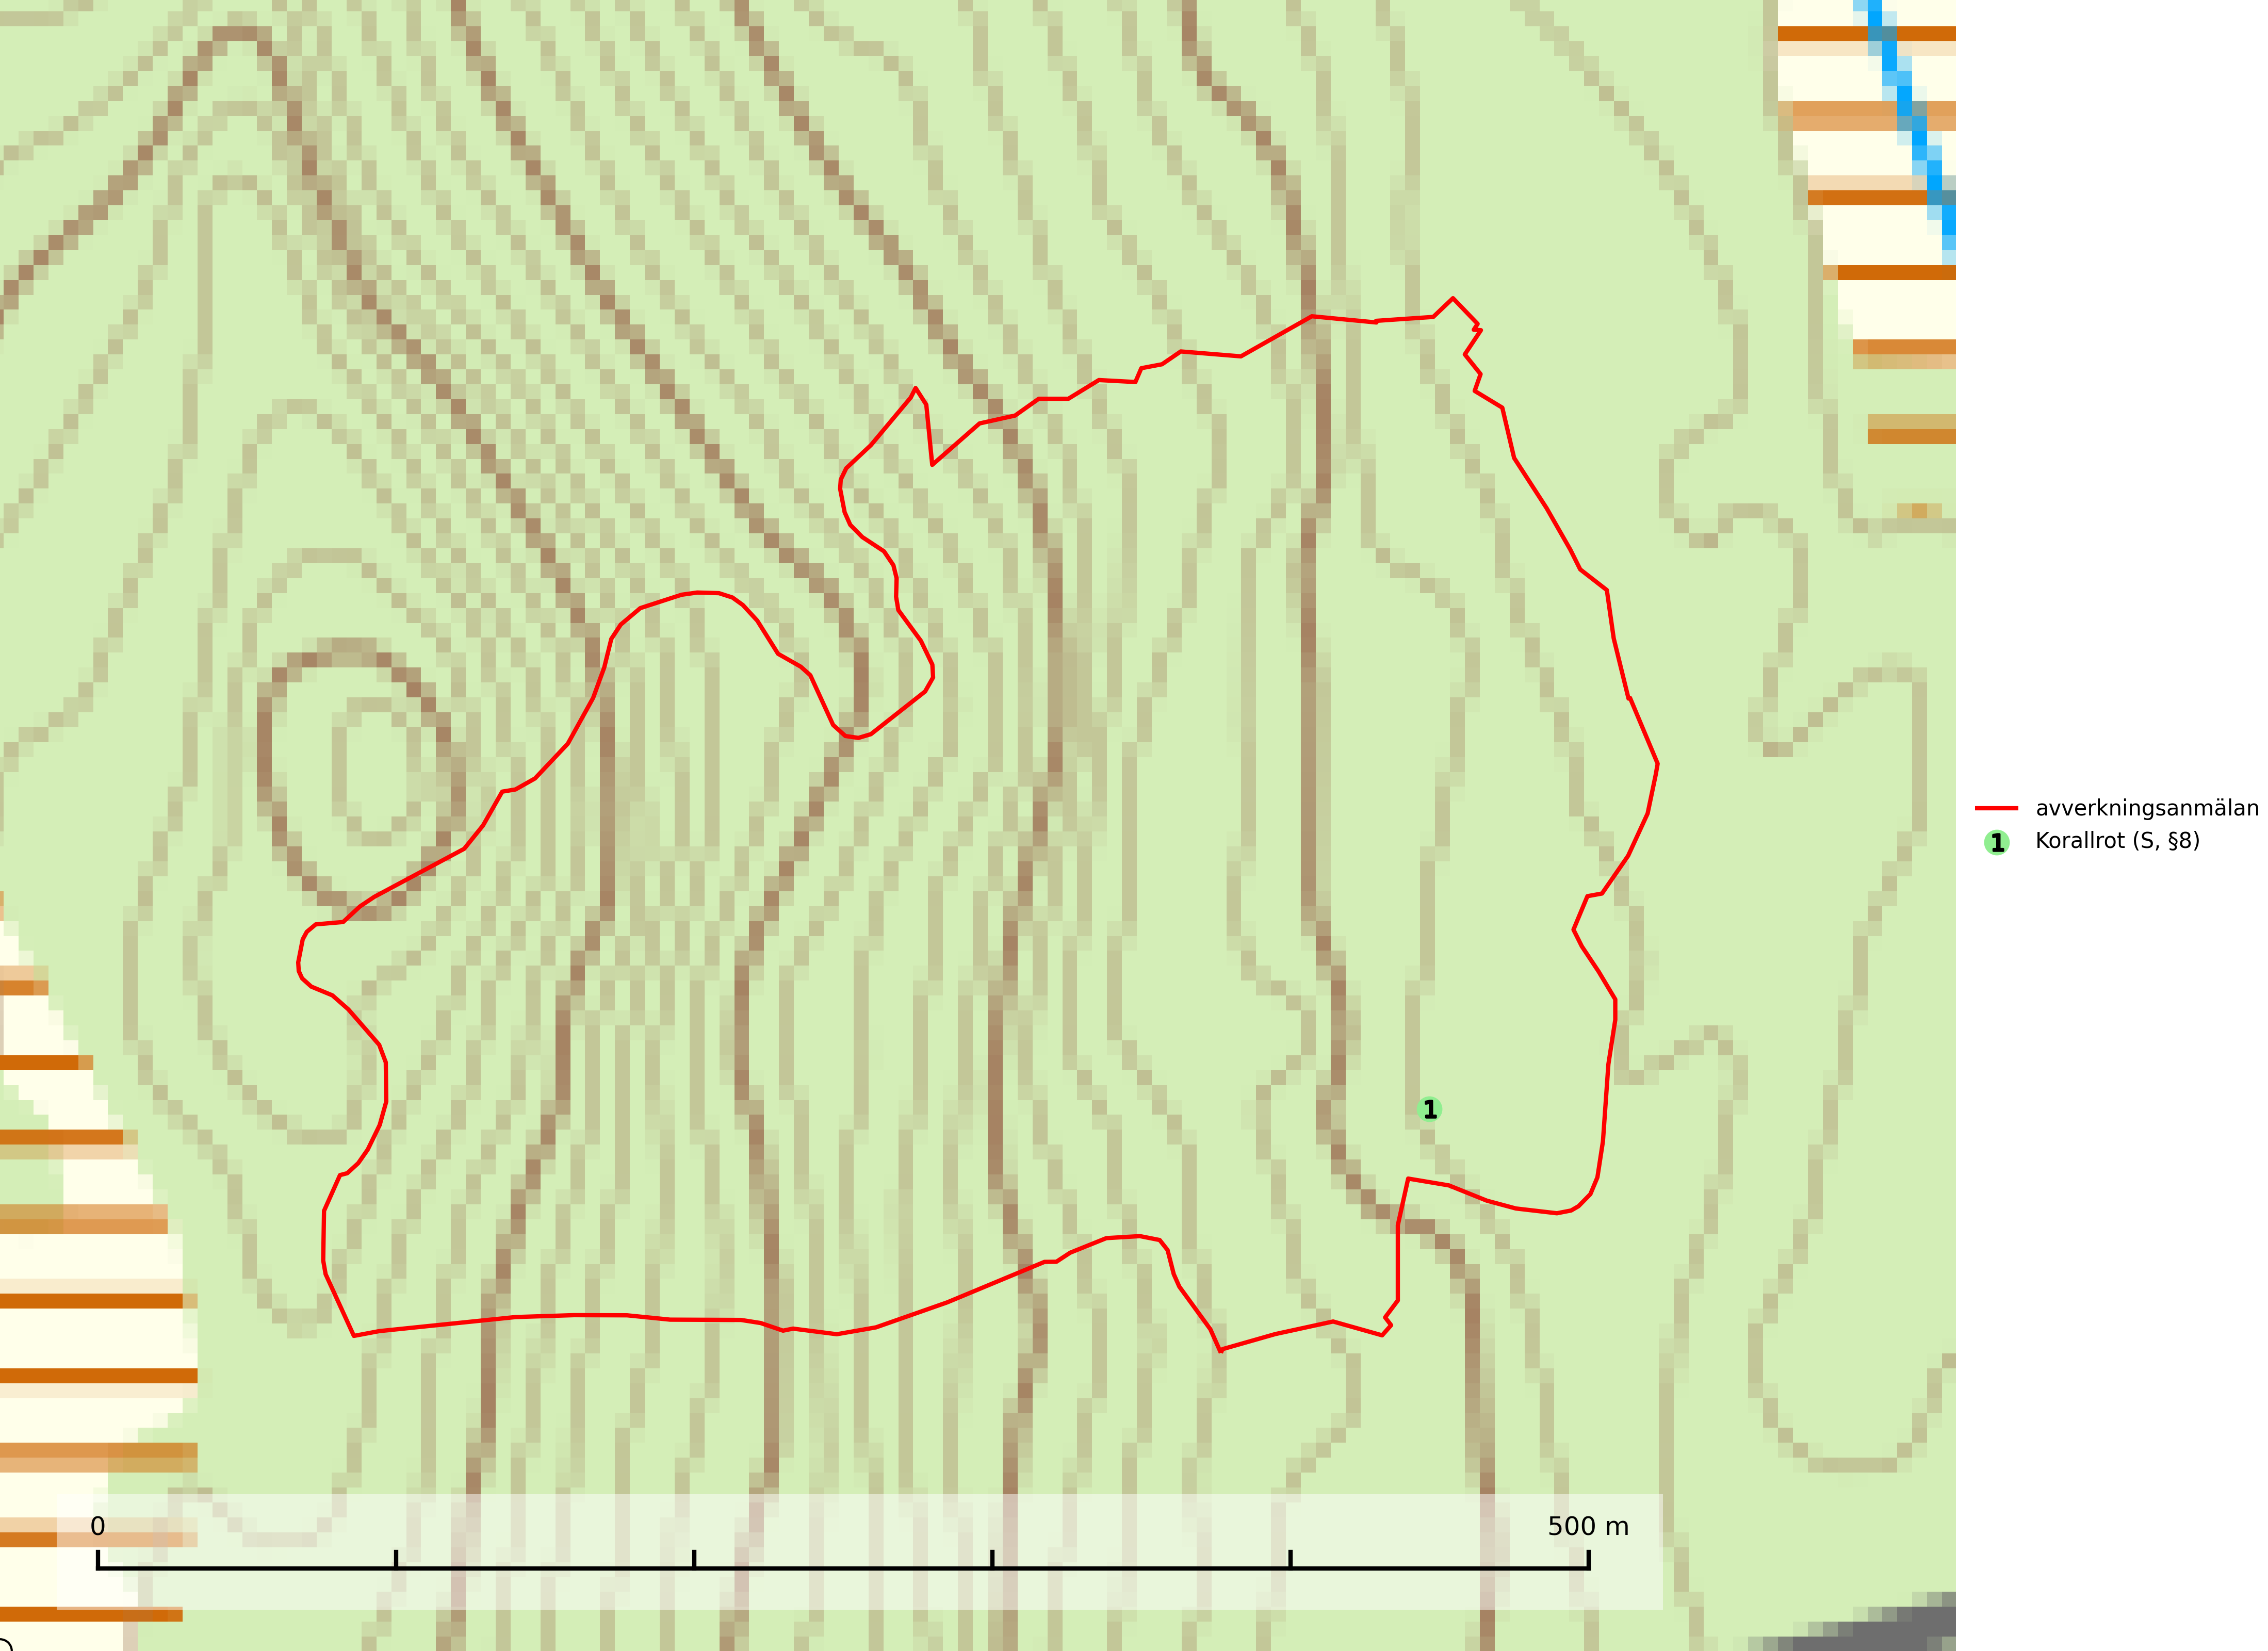 avverkningsanmälan
1 Korallrot (S, §8)
1
0 500 m